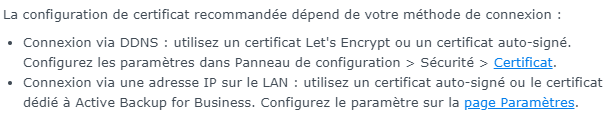 La configuration de certificat recommandée dépend de votre méthode de connexion :
• Connexion via DDNS : utilisez un certificat Let's Encrypt ou un certificat auto-signé.
Configurez les paramètres dans Panneau de configuration > Sécurité > Certificat.
• Connexion via une adresse IP sur le LAN : utilisez un certificat auto-signé ou le certificat
dédié à Active Backup for Business. Configurez le paramètre sur la page Paramètres.